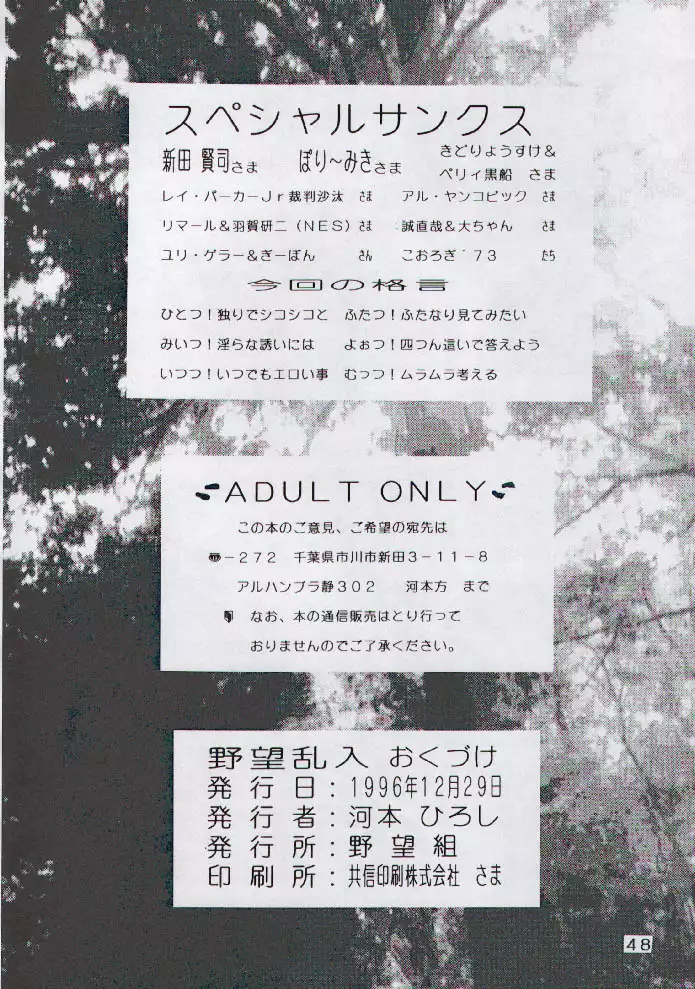 スペシャルサンクス
新田 賢司さま ぽり～みきさま きどりょうすけ＆
ペリィ黒船 さま
レイ・パーカーJr裁判沙汰 さま アル・ヤンコビック さま
リマール＆羽賀研二（NES）さま 誠直哉＆大ちゃん さま
ユリ・ゲラー＆ぎーぼん さん こおろぎ'73 たち
今回の格言
ひとつ！独りでシコシコと ふたつ！ふたなり見てみたい
みいつ！淫らな誘いには よぉつ！四つん這いで答えよう
いつつ！いつでもエロい事 むっつ！ムラムラ考える
ADULT ONLY
この本のご意見、ご希望の宛先は
〠－272 千葉県市川市新田3－11－8
アルハンブラ静302 河本方 まで
なお、本の通信販売はとり行って
おりませんのでご了承ください。
野望乱入 おくづけ
発行日：1996年12月29日
発行者：河本 ひろし
発行所：野望組
印刷所：共信印刷株式会社 さま
48